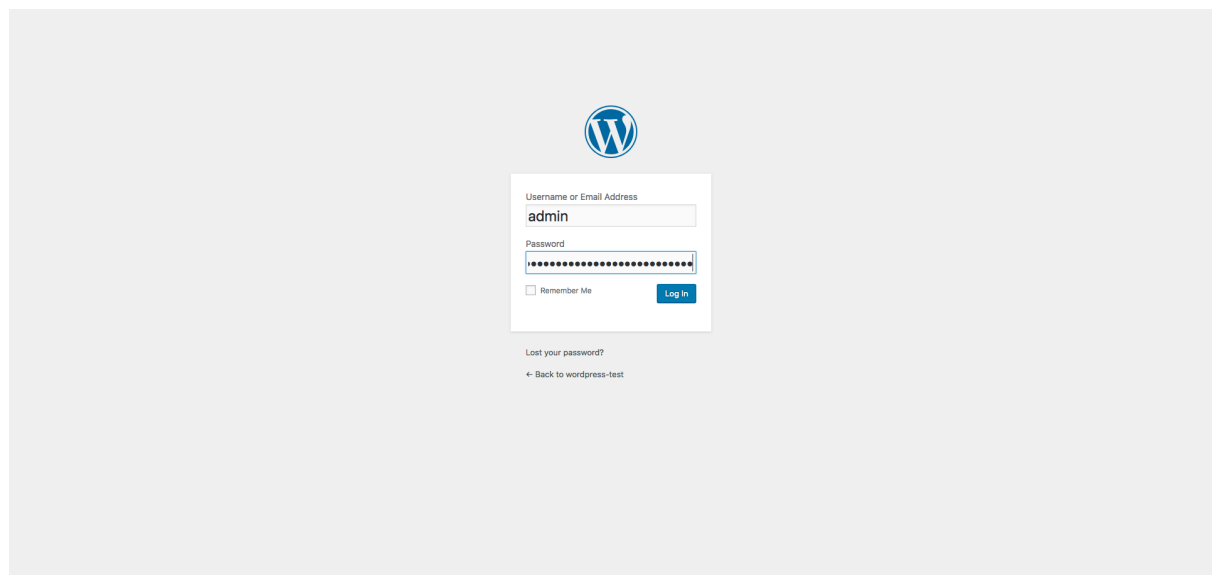 Username or Email Address
admin
Password
Remember Me
Log In
Lost your password?
← Back to wordpress-test